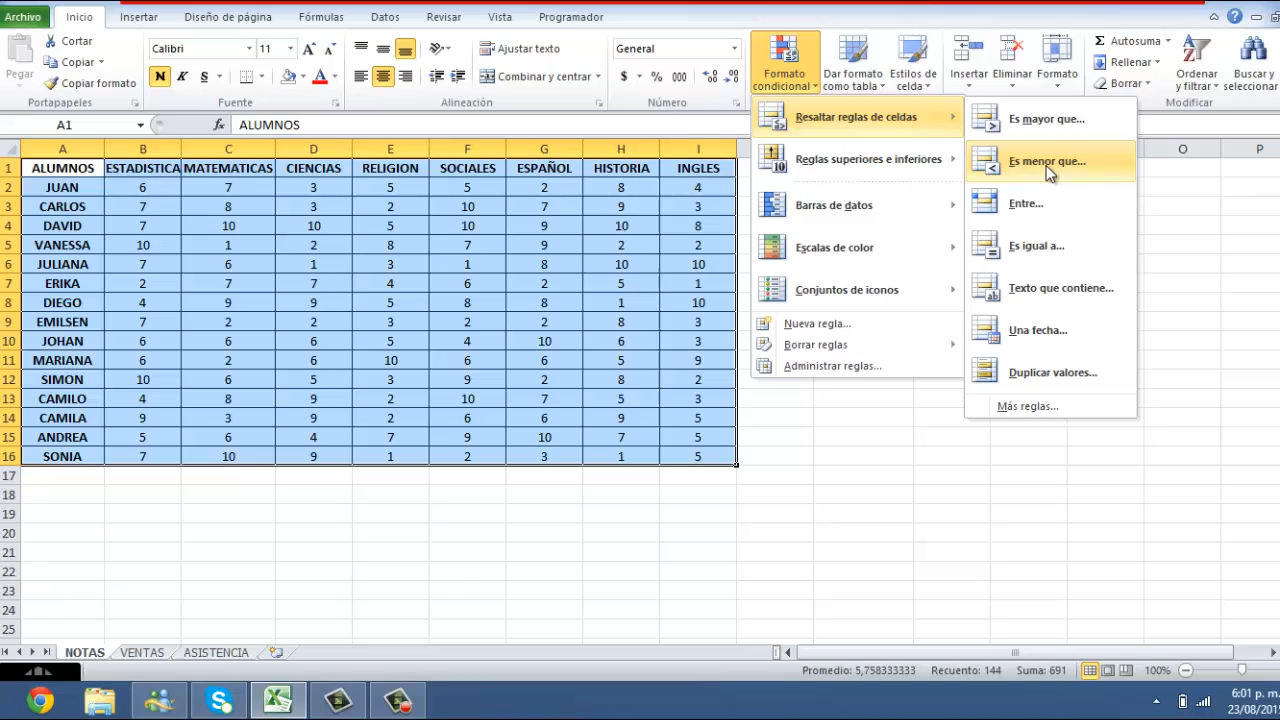 Archivo Inicio Insertar Diseño de página Fórmulas Datos Revisar Vista Programador
Pegar
Cortar
Copiar
Copiar formato
Portapapeles
Calibri 11
N K S A
Fuente
Ajustar texto
Combinar y centrar
Alineación
General
$ % 000
Número
Formato condicional
Dar formato como tabla
Estilos de celda
Insertar
Eliminar
Formato
Autosuma
Rellenar
Borrar
Ordenar y filtrar
Buscar y seleccionar
Modificar
A1 fx ALUMNOS
Resaltar reglas de celdas
Reglas superiores e inferiores
Barras de datos
Escalas de color
Conjuntos de iconos
Nueva regla...
Borrar reglas
Administrar reglas...
Es mayor que...
Es menor que...
Entre...
Es igual a...
Texto que contiene...
Una fecha...
Duplicar valores...
Más reglas...
A B C D E F G H I O P
1 ALUMNOS ESTADISTICA MATEMATICAS CIENCIAS RELIGION SOCIALES ESPAÑOL HISTORIA INGLES
2 JUAN 6 7 3 5 5 2 8 4
3 CARLOS 7 8 3 2 10 7 9 3
4 DAVID 7 10 10 5 10 9 10 8
5 VANESSA 10 1 2 8 7 9 2 2
6 JULIANA 7 6 1 3 1 8 10 10
7 ERIKA 2 7 7 4 6 2 5 1
8 DIEGO 4 9 9 5 8 8 1 10
9 EMILSEN 7 2 2 3 2 2 8 3
10 JOHAN 6 6 6 5 4 10 6 3
11 MARIANA 6 2 6 10 6 6 5 9
12 SIMON 10 6 5 3 9 2 8 2
13 CAMILO 4 8 9 2 10 7 5 3
14 CAMILA 9 3 9 2 6 6 9 5
15 ANDREA 5 6 4 7 9 10 7 5
16 SONIA 7 10 9 1 2 3 1 5
17
18
19
20
21
22
23
24
25
NOTAS VENTAS ASISTENCIA
Promedio: 5,758333333 Recuento: 144 Suma: 691 100%
6:01 p. m.
23/08/201